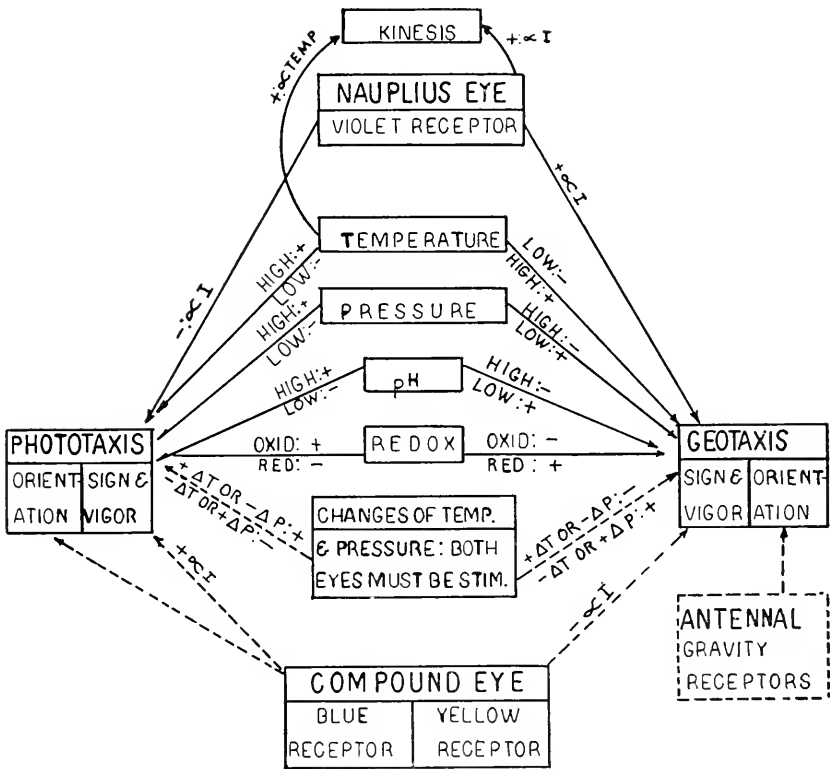 KINESIS
+:∝TEMP
+:∝ I
NAUPLIUS EYE
VIOLET RECEPTOR
-:∝ I
+∝ I
TEMPERATURE
HIGH:+
LOW:-
LOW:-
HIGH:+
PRESSURE
HIGH:+
LOW:-
HIGH:-
LOW:+
pH
HIGH:+
LOW:-
HIGH:-
LOW:+
REDOX
OXID: +
RED: -
OXID: -
RED: +
PHOTOTAXIS
ORIENT-
ATION
SIGN &
VIGOR
GEOTAXIS
SIGN &
VIGOR
ORIENT-
ATION
+ ΔT OR - ΔP:+
- ΔT OR + ΔP:-
CHANGES OF TEMP.
& PRESSURE: BOTH
EYES MUST BE STIM.
+ ΔT OR - ΔP:-
- ΔT OR + ΔP:+
+∝ I
-∝ I
ANTENNAL
GRAVITY
RECEPTORS
COMPOUND EYE
BLUE
RECEPTOR
YELLOW
RECEPTOR